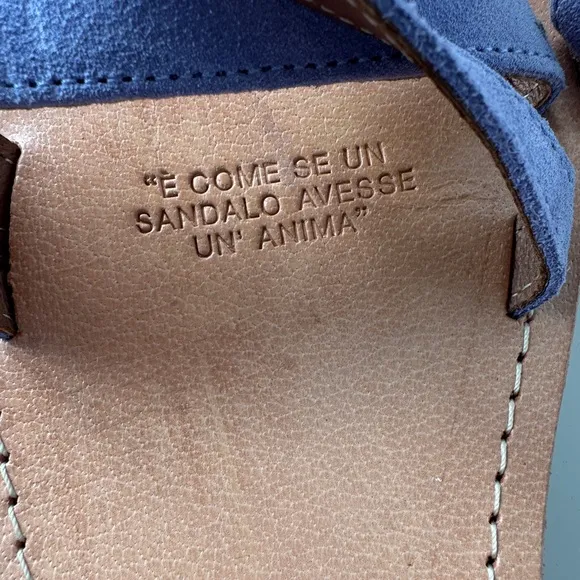 “È COME SE UN
SANDALO AVESSE
UN' ANIMA”